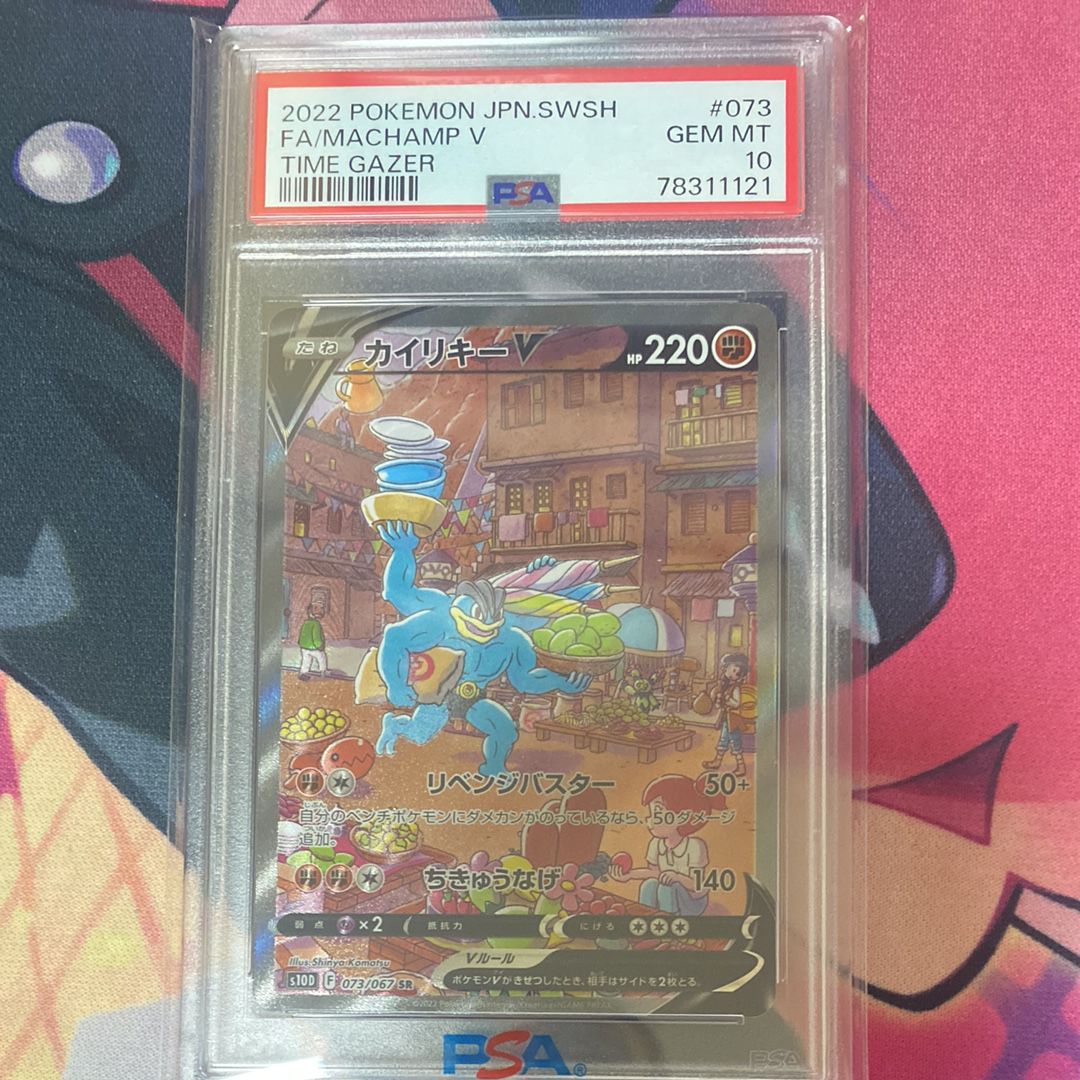 2022 POKEMON JPN.SWSH #073
FA/MACHAMP V GEM MT
TIME GAZER 10
78311121
PSA
たね カイリキーV HP 220
リベンジバスター 50+
自分のベンチポケモンにダメカンがのっているなら、50ダメージ
追加。
ちきゅうなげ 140
弱点 ×2 抵抗力 にげる
Illus. Shinya Komatsu
Vルール
ポケモンVがきぜつしたとき、相手はサイドを2枚とる。
s10D F 073/067 SR
©2022
PSA®
PSA